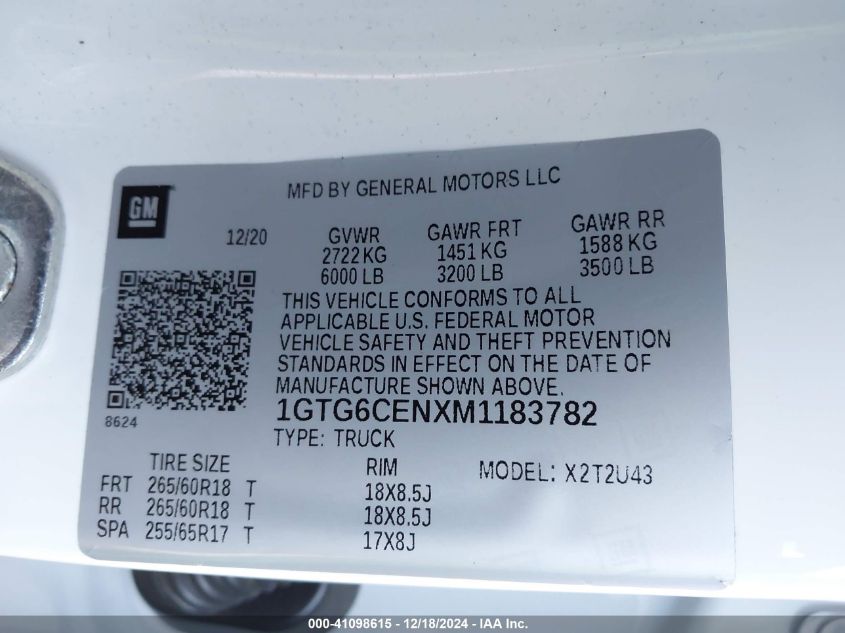 GM
MFD BY GENERAL MOTORS LLC
12/20
GVWR GAWR FRT GAWR RR
2722 KG 1451 KG 1588 KG
6000 LB 3200 LB 3500 LB
THIS VEHICLE CONFORMS TO ALL
APPLICABLE U.S. FEDERAL MOTOR
VEHICLE SAFETY AND THEFT PREVENTION
STANDARDS IN EFFECT ON THE DATE OF
MANUFACTURE SHOWN ABOVE.
8624
1GTG6CENXM1183782
TYPE: TRUCK
TIRE SIZE RIM MODEL: X2T2U43
FRT 265/60R18 T 18X8.5J
RR 265/60R18 T 18X8.5J
SPA 255/65R17 T 17X8J
000-41098615 - 12/18/2024 - IAA Inc.